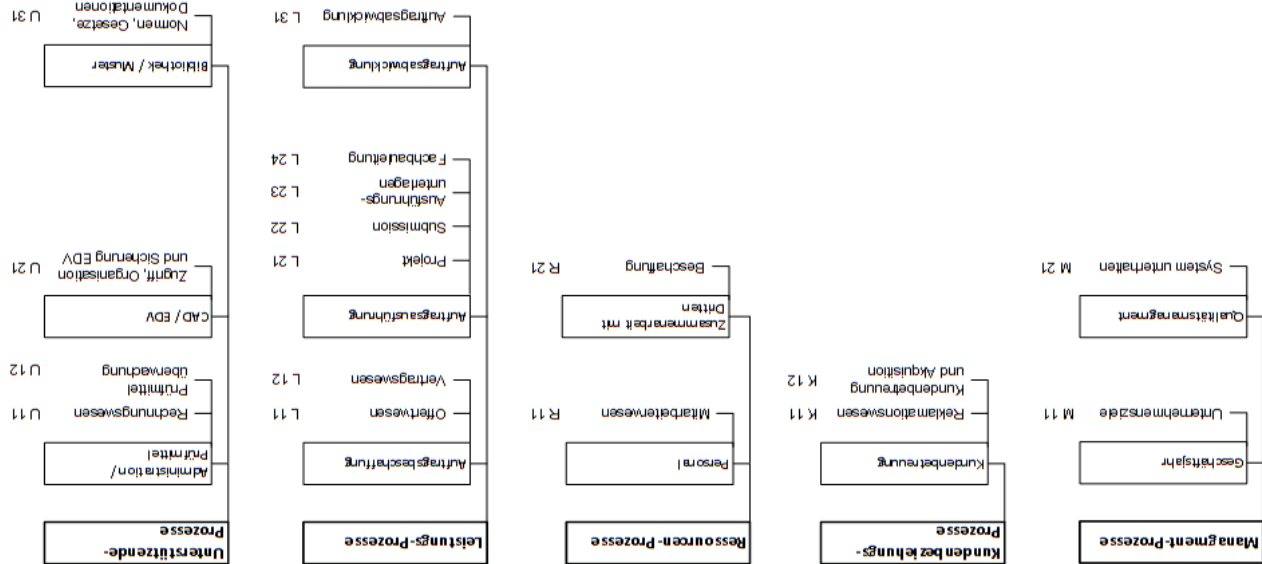 Managment-Prozesse
Geschäftsjahr
Unternehmensziele M 11
Qualitätsmanagment
System unterhalten M 21
Kundenbeziehungs-
Prozesse
Kundenbetreuung
Reklamationswesen K 11
Kundenbetreuung
und Akquisition K 12
Ressourcen-Prozesse
Personal
Mitarbeiterwesen R 11
Zusammenarbeit mit
Dritten
Beschaffung R 21
Leistungs-Prozesse
Auftragsbeschaffung
Offertwesen L 11
Vertragswesen L 12
Auftragsausführung
Projekt L 21
Submission L 22
Ausführungs-
unterlagen L 23
Fachbauleitung L 24
Auftragsabwicklung
Auftragsabwicklung L 31
Unterstützende-
Prozesse
Administration /
Prüfmittel
Rechnungswesen U 11
Prüfmittel
überwachung U 12
CAD / EDV
Zugriff, Organisation
und Sicherung EDV U 21
Bibliothek / Muster
Normen, Gesetze,
Dokumentationen U 31